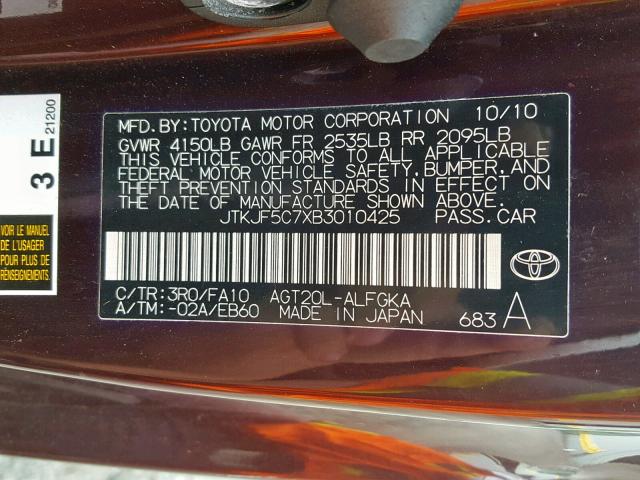 MFD.BY:TOYOTA MOTOR CORPORATION 10/10
GVWR 4150LB GAWR FR 2535LB RR 2095LB
THIS VEHICLE CONFORMS TO ALL APPLICABLE
FEDERAL MOTOR VEHICLE SAFETY, BUMPER, AND
THEFT PREVENTION STANDARDS IN EFFECT ON
THE DATE OF MANUFACTURE SHOWN ABOVE.
JTKJF5C7XB3010425 PASS.CAR
C/TR:3R0/FA10 AGT20L-ALFGKA
A/TM:-02A/EB60 MADE IN JAPAN 683 A
3 E
21200
VOIR LE MANUEL
DE L'USAGER
POUR PLUS DE
PRÉCISIONS.